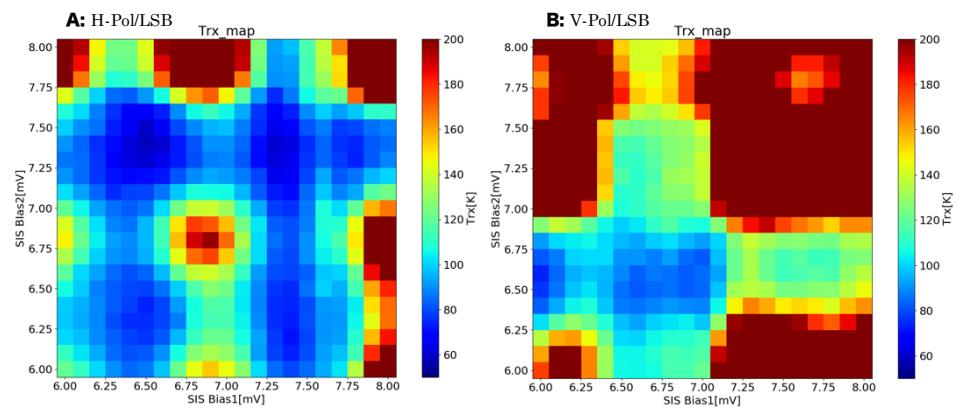 A: H-Pol/LSB
Trx_map
8.00
7.75
7.50
7.25
7.00
6.75
6.50
6.25
6.00
SIS BIas2[mV]
6.00 6.25 6.50 6.75 7.00 7.25 7.50 7.75 8.00
SIS BIas1[mV]
200
180
160
140
120
100
80
60
Trx[K]
B: V-Pol/LSB
Trx_map
8.00
7.75
7.50
7.25
7.00
6.75
6.50
6.25
6.00
SIS BIas2[mV]
6.00 6.25 6.50 6.75 7.00 7.25 7.50 7.75 8.00
SIS BIas1[mV]
200
180
160
140
120
100
80
60
Trx[K]